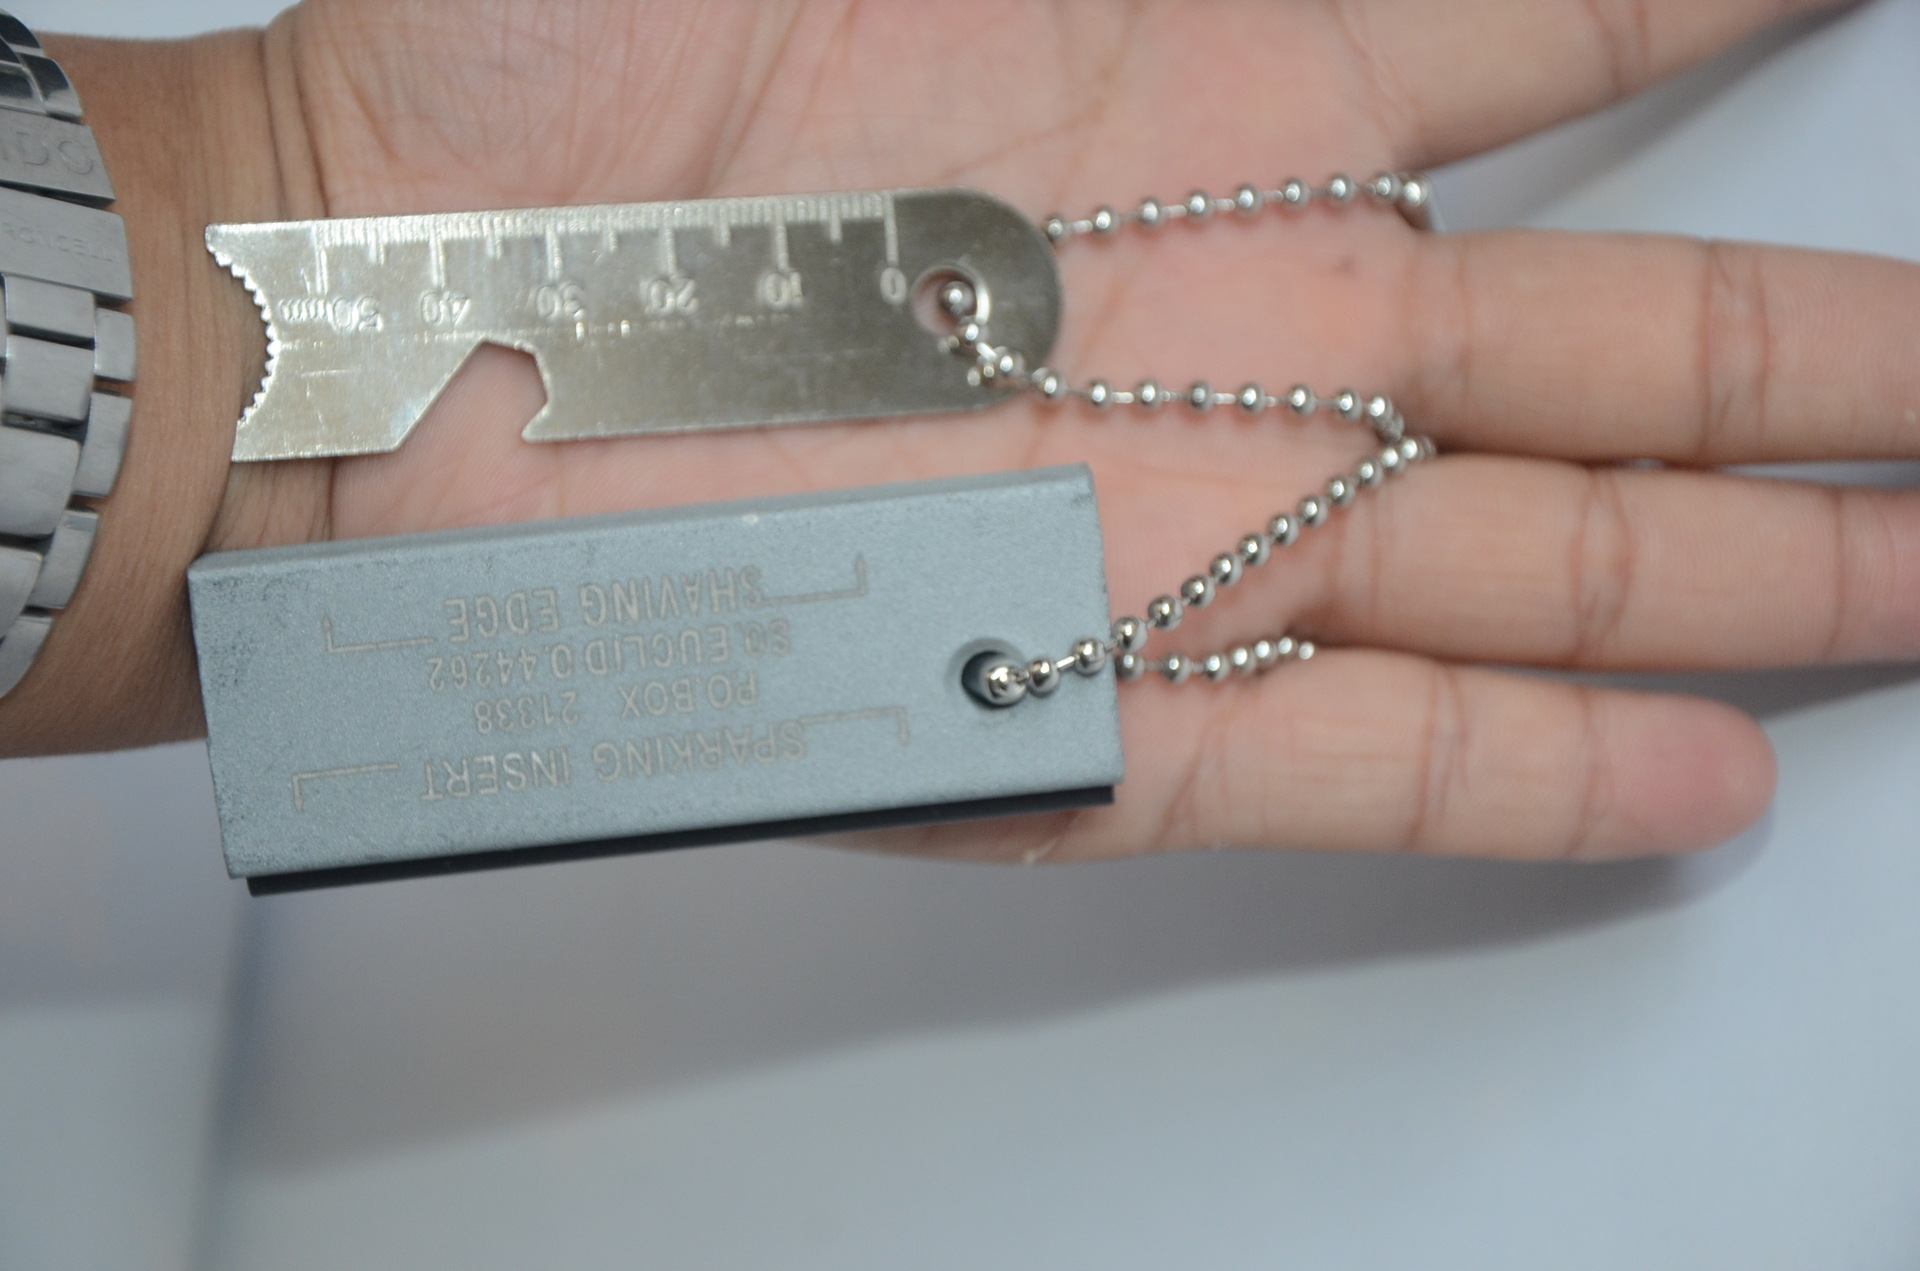 0 10 20 30 40 50mm
SPARKING INSERT
P.O.BOX 21338
SO.EUCLID O 44262
SHAVING EDGE